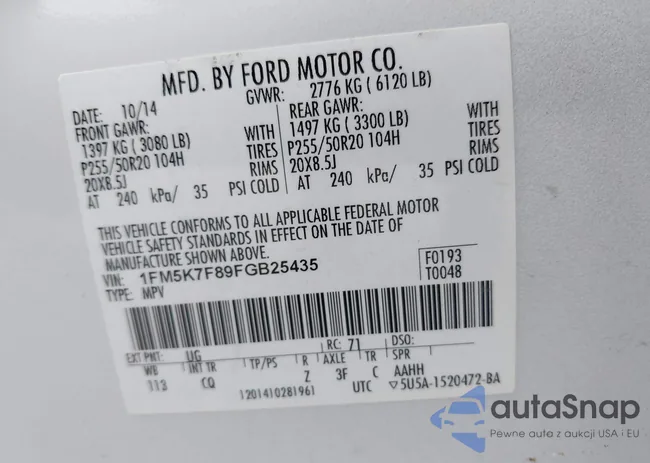 MFD. BY FORD MOTOR CO.
DATE: 10/14 GVWR: 2776 KG ( 6120 LB)
FRONT GAWR: REAR GAWR:
1397 KG ( 3080 LB) WITH 1497 KG ( 3300 LB) WITH
P255/50R20 104H TIRES P255/50R20 104H TIRES
20X8.5J RIMS 20X8.5J RIMS
AT 240 kPa/ 35 PSI COLD AT 240 kPa/ 35 PSI COLD
THIS VEHICLE CONFORMS TO ALL APPLICABLE FEDERAL MOTOR
VEHICLE SAFETY STANDARDS IN EFFECT ON THE DATE OF
MANUFACTURE SHOWN ABOVE.
VIN: 1FM5K7F89FGB25435 F0193
TYPE: MPV T0048
EXT PNT: UG RC: 71 DSO:
WB INT TR TP/PS R AXLE TR SPR
113 CQ Z 3F C AAHH
1201410281961 UTC ▽5U5A-1520472-BA
autaSnap
Pewne auta z aukcji USA i EU